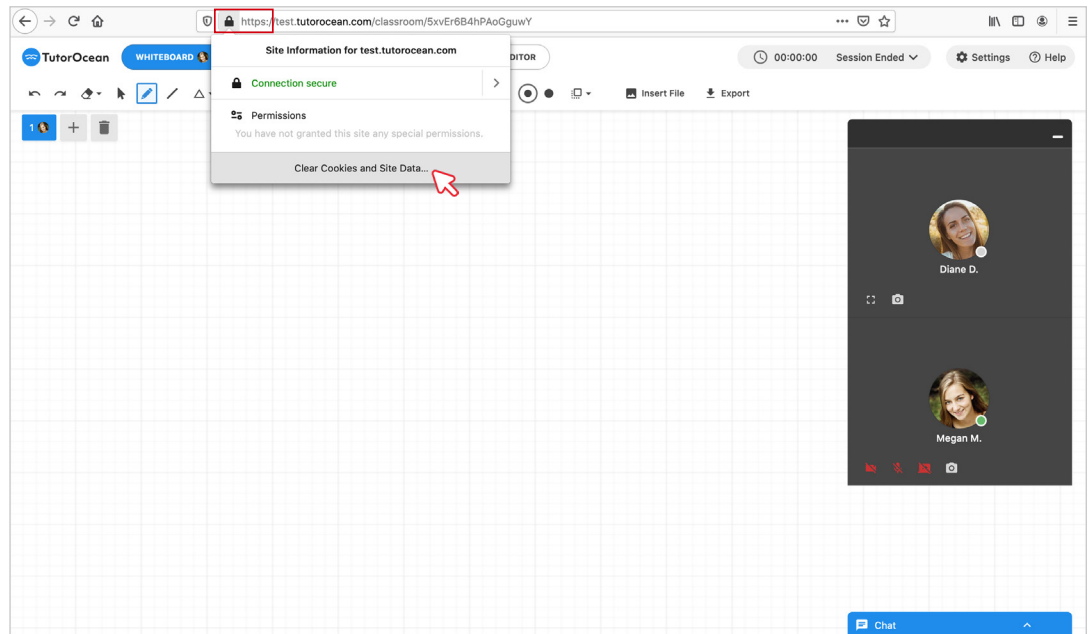 https://test.tutorocean.com/classroom/5xvEr6B4hPAoGguwY
TutorOcean
WHITEBOARD
DITOR
00:00:00
Session Ended
Settings
Help
Site Information for test.tutorocean.com
Connection secure
Permissions
You have not granted this site any special permissions.
Clear Cookies and Site Data...
Insert File
Export
1
Diane D.
Megan M.
Chat